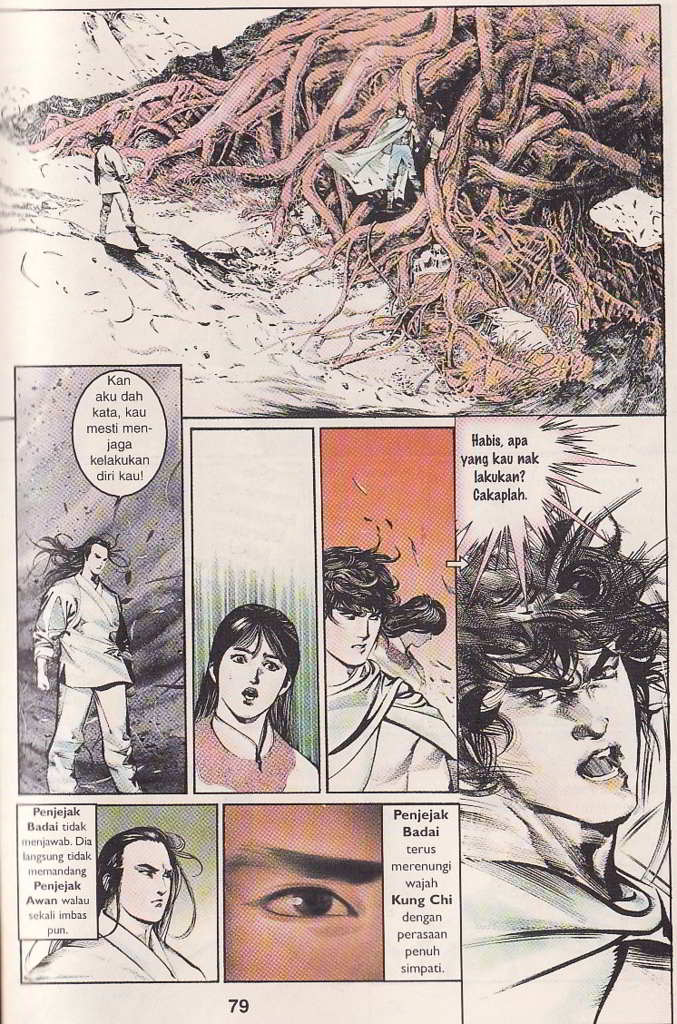 Kan
aku dah
kata, kau
mesti men-
jaga
kelakukan
diri kau!
Habis, apa
yang kau nak
lakukan?
Cakaplah.
Penjejak
Badai tidak
menjawab. Dia
langsung tidak
memandang
Penjejak
Awan walau
sekali imbas
pun.
Penjejak
Badai
terus
merenungi
wajah
Kung Chi
dengan
perasaan
penuh
simpati.
79